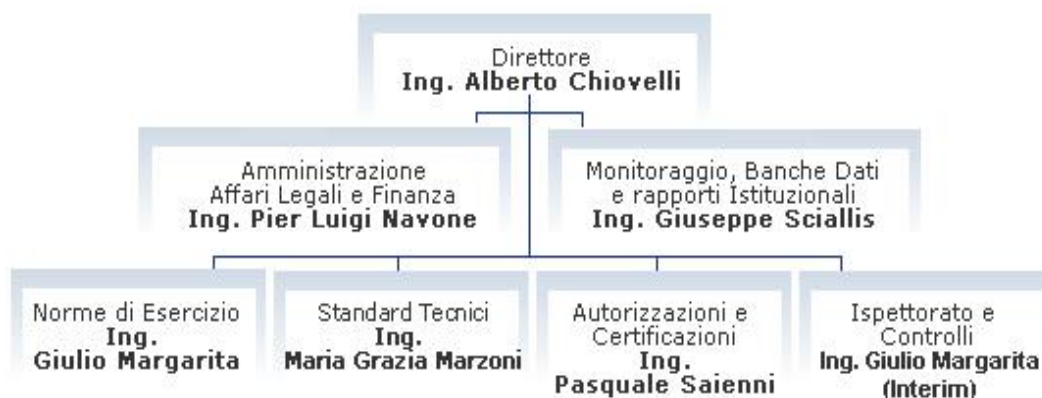 Direttore
Ing. Alberto Chiovelli
Amministrazione
Affari Legali e Finanza
Ing. Pier Luigi Navone
Monitoraggio, Banche Dati
e rapporti Istituzionali
Ing. Giuseppe Sciallis
Norme di Esercizio
Ing.
Giulio Margarita
Standard Tecnici
Ing.
Maria Grazia Marzoni
Autorizzazioni e
Certificazioni
Ing.
Pasquale Saienni
Ispettorato e
Controlli
Ing. Giulio Margarita
(Interim)